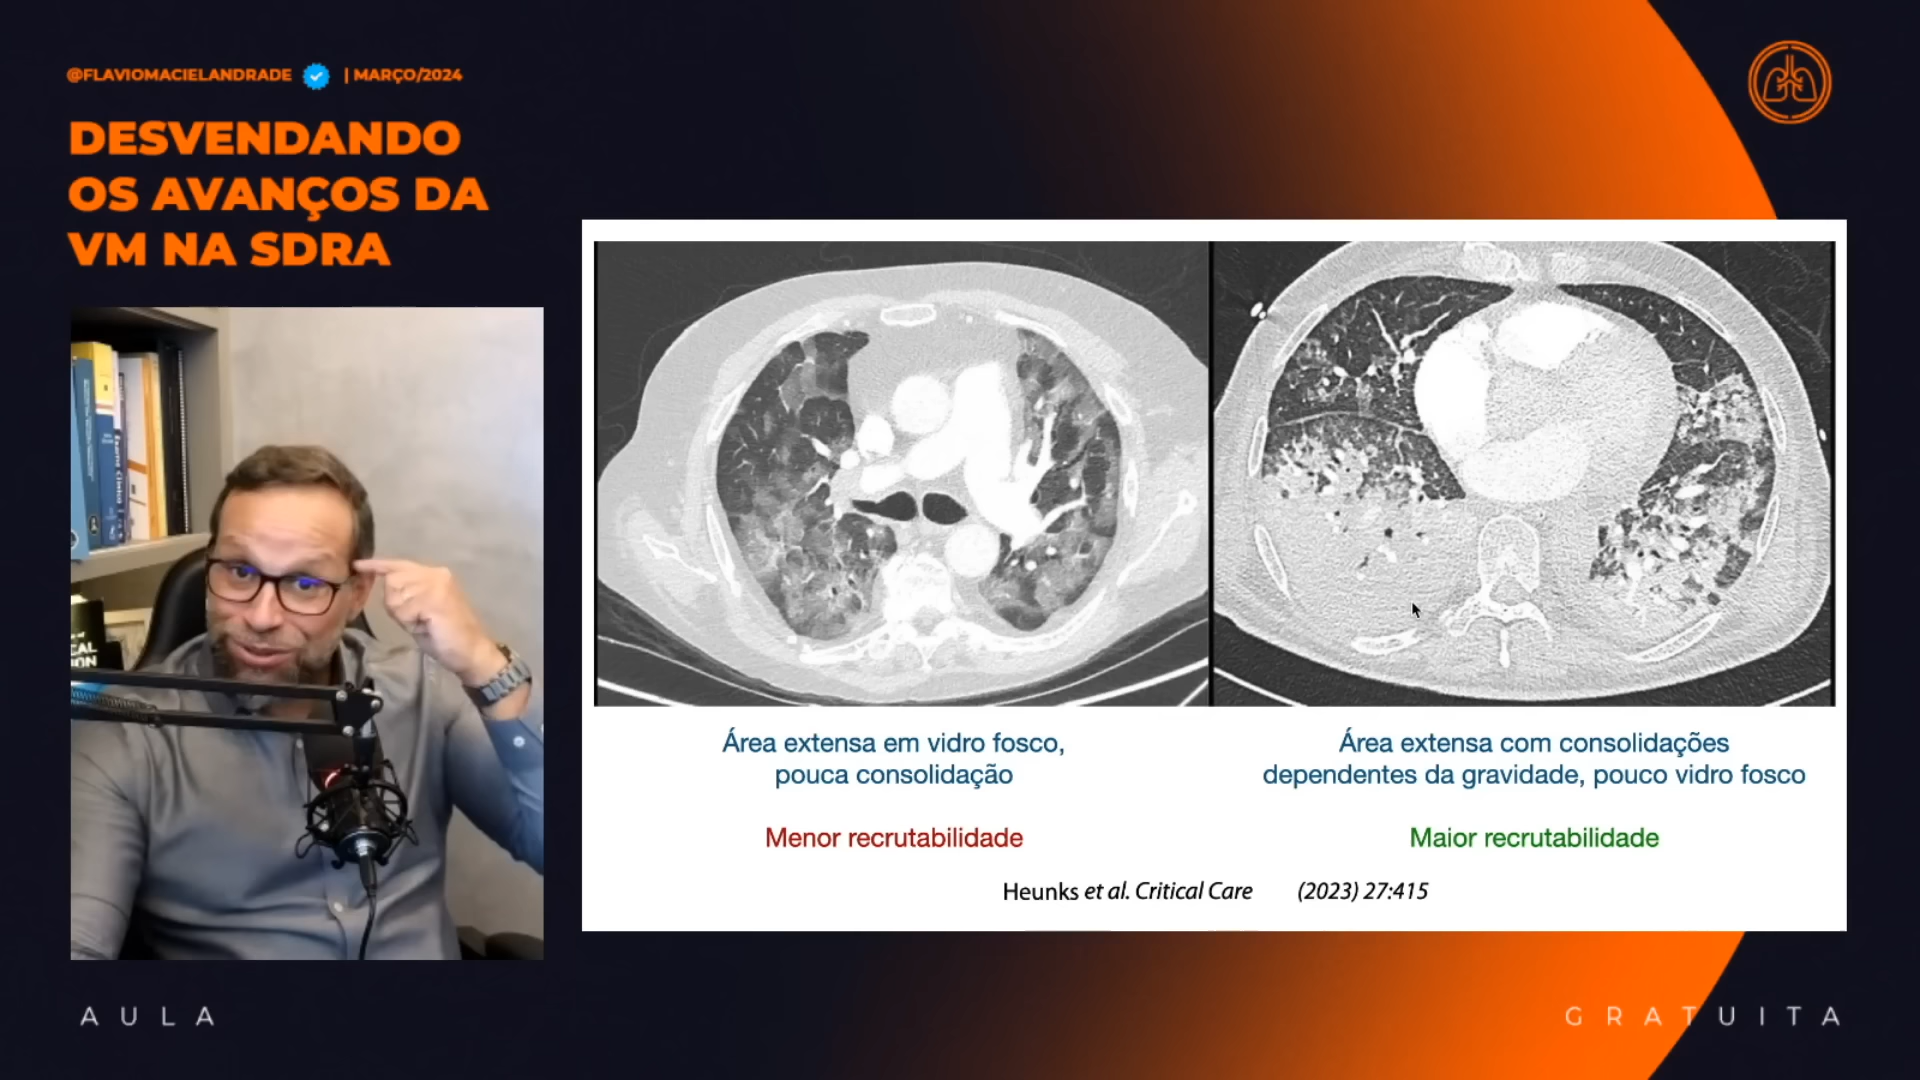 @FLAVIOMACIELANDRADE | MARÇO/2024
DESVENDANDO
OS AVANÇOS DA
VM NA SDRA
Área extensa em vidro fosco,
pouca consolidação
Menor recrutabilidade
Área extensa com consolidações
dependentes da gravidade, pouco vidro fosco
Maior recrutabilidade
Heunks et al. Critical Care (2023) 27:415
AULA
GRATUITA